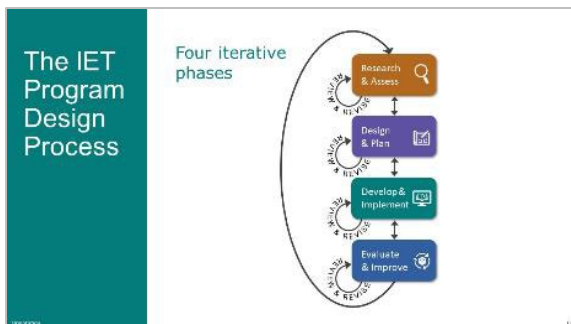 The IET
Program
Design
Process
Four iterative
phases
Research
& Assess
REVIEW & REVISE
Design
& Plan
REVIEW & REVISE
Develop &
Implement
REVIEW & REVISE
Evaluate
& Improve
REVIEW & REVISE